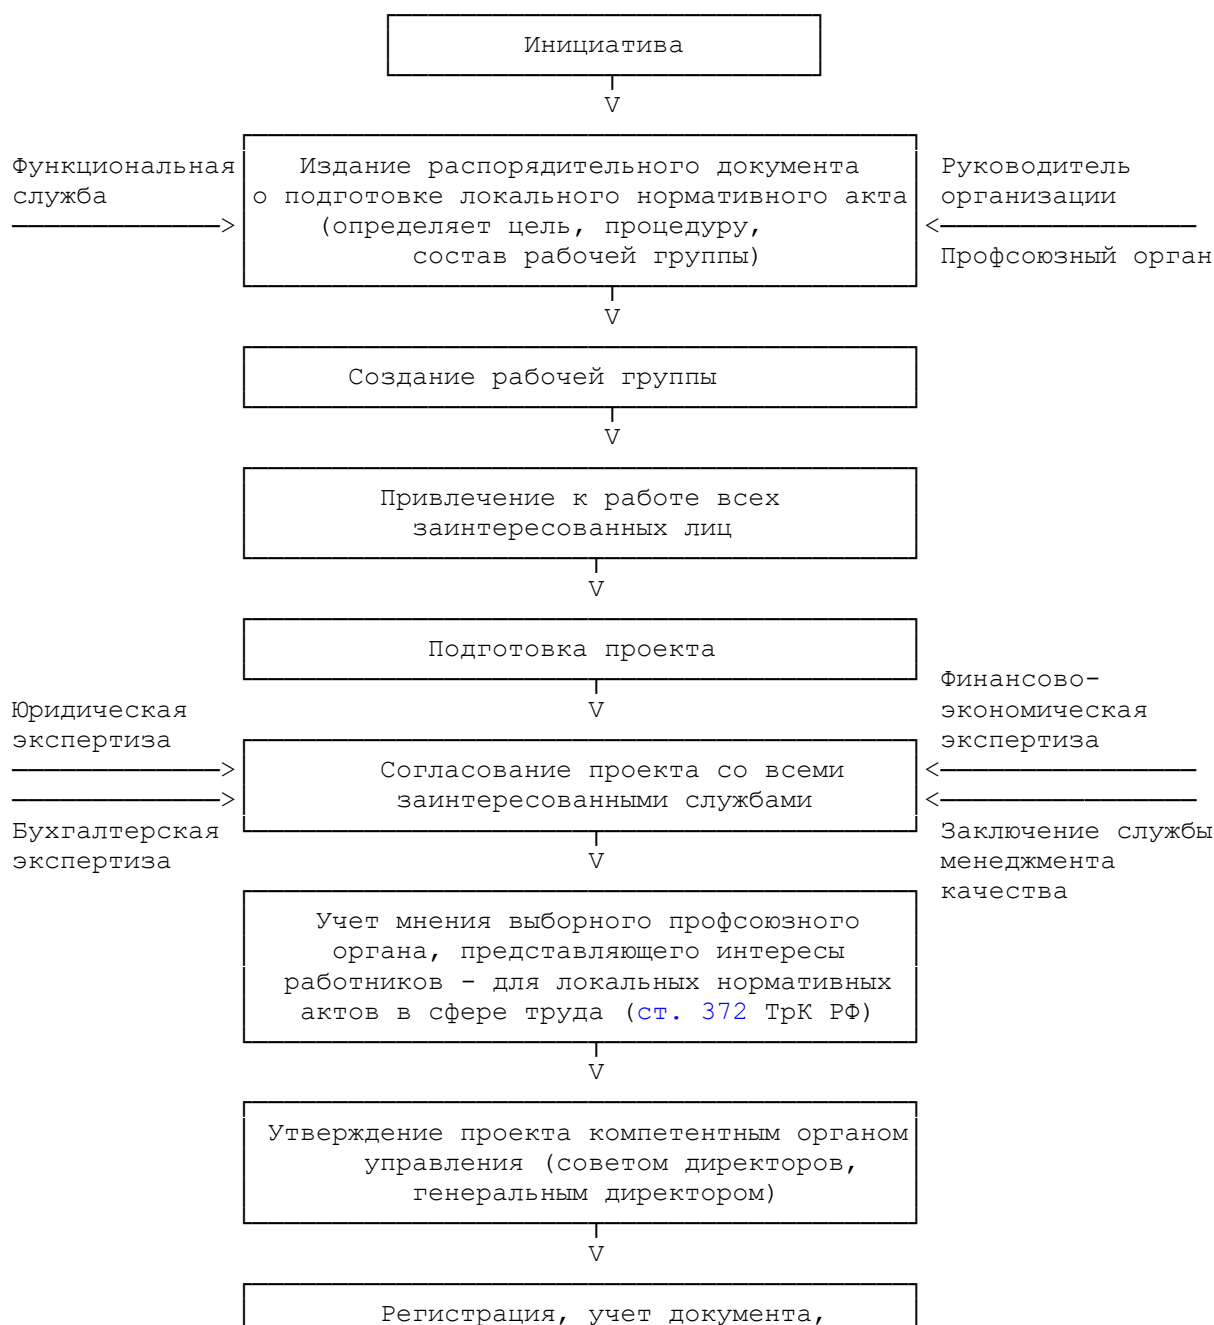 Инициатива
V
Функциональная
служба
Издание распорядительного документа
о подготовке локального нормативного акта
(определяет цель, процедуру,
состав рабочей группы)
Руководитель
организации
Профсоюзный орган
V
Создание рабочей группы
V
Привлечение к работе всех
заинтересованных лиц
V
Подготовка проекта
V
Юридическая
экспертиза
Бухгалтерская
экспертиза
Согласование проекта со всеми
заинтересованными службами
Финансово-
экономическая
экспертиза
Заключение службы
менеджмента
качества
V
Учет мнения выборного профсоюзного
органа, представляющего интересы
работников - для локальных нормативных
актов в сфере труда (ст. 372 ТрК РФ)
V
Утверждение проекта компетентным органом
управления (советом директоров,
генеральным директором)
V
Регистрация, учет документа,